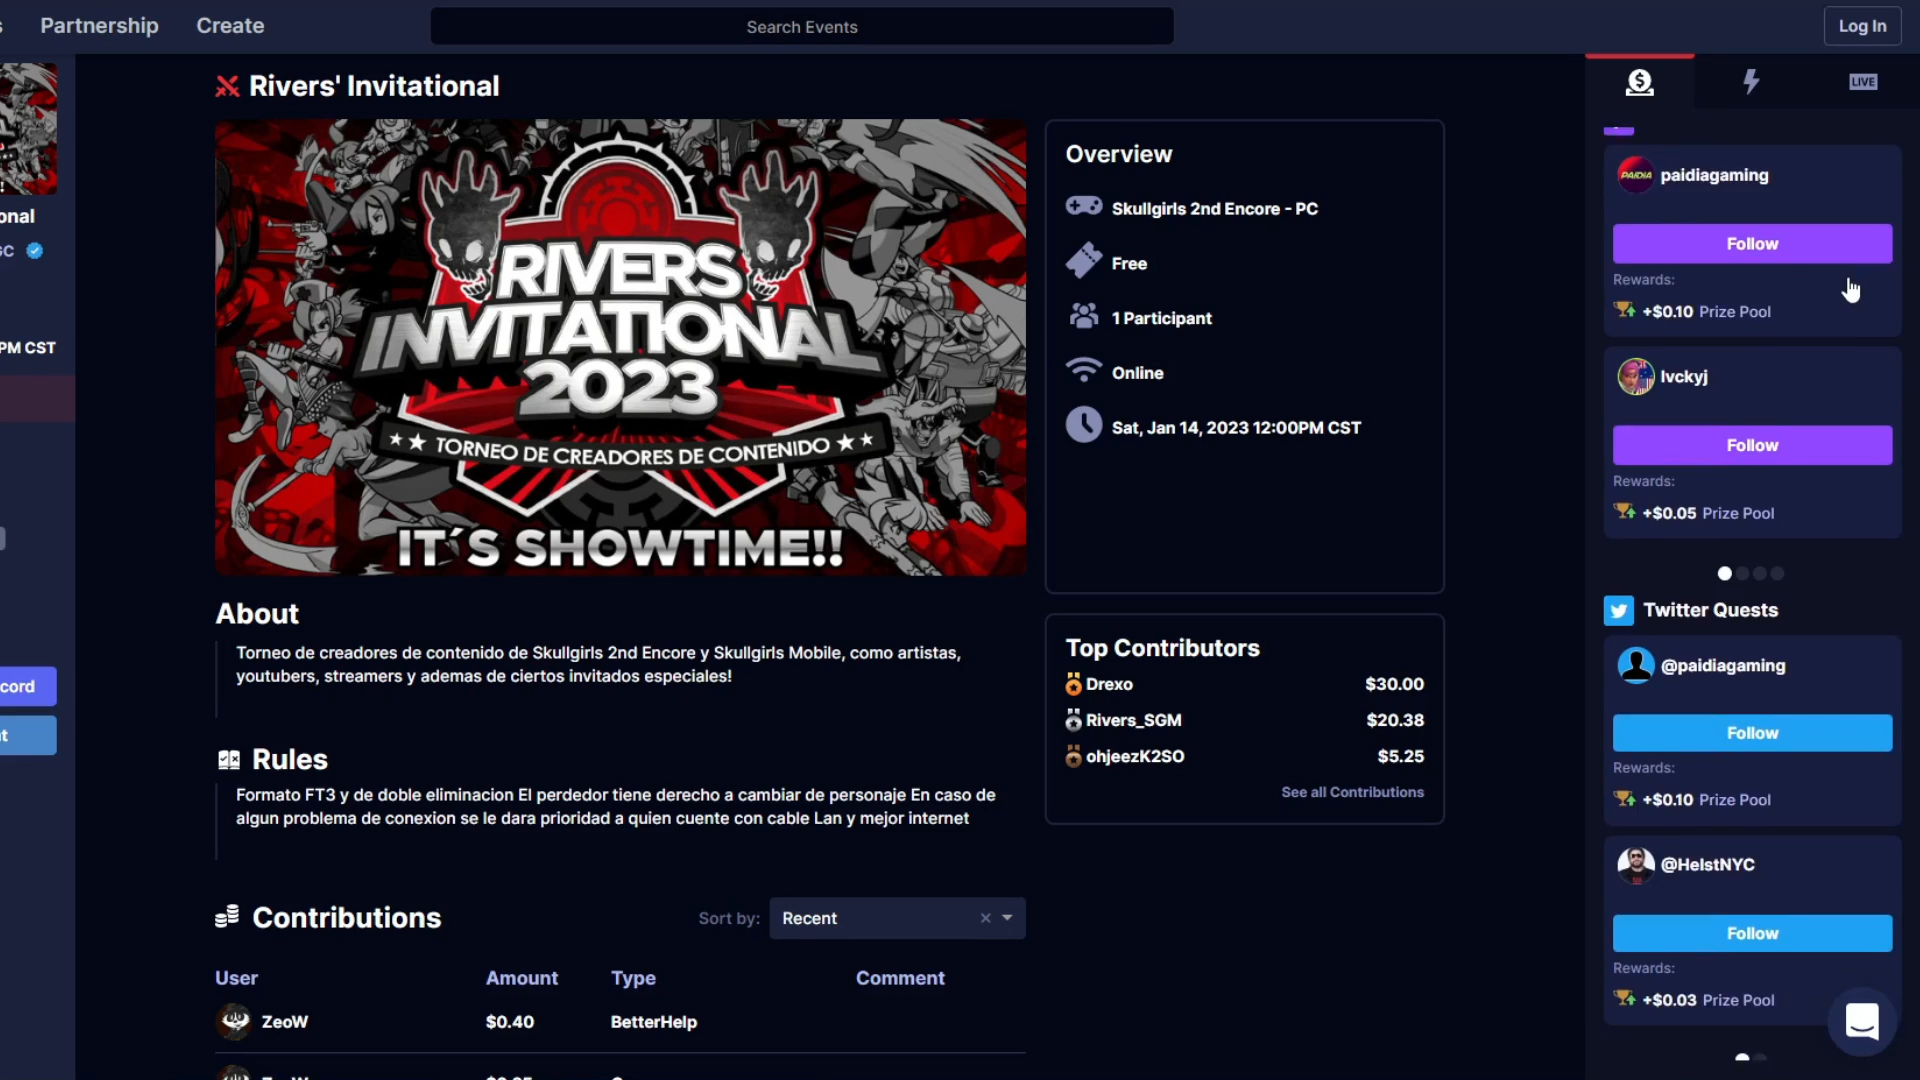 Partnership
Create
Search Events
Log In
onal
GC
PM CST
cord
Rivers' Invitational
RIVERS
INVITATIONAL
2023
TORNEO DE CREADORES DE CONTENIDO
IT´S SHOWTIME!!
Overview
Skullgirls 2nd Encore - PC
Free
1 Participant
Online
Sat, Jan 14, 2023 12:00PM CST
About
Torneo de creadores de contenido de Skullgirls 2nd Encore y Skullgirls Mobile, como artistas,
youtubers, streamers y ademas de ciertos invitados especiales!
Rules
Formato FT3 y de doble eliminacion El perdedor tiene derecho a cambiar de personaje En caso de
algun problema de conexion se le dara prioridad a quien cuente con cable Lan y mejor internet
Top Contributors
Drexo $30.00
Rivers_SGM $20.38
ohjeezK2SO $5.25
See all Contributions
Contributions
Sort by: Recent
User Amount Type Comment
ZeoW $0.40 BetterHelp
LIVE
PAIDIA
paidiagaming
Follow
Rewards:
+$0.10 Prize Pool
lvckyj
Follow
Rewards:
+$0.05 Prize Pool
Twitter Quests
@paidiagaming
Follow
Rewards:
+$0.10 Prize Pool
@HelstNYC
Follow
Rewards:
+$0.03 Prize Pool